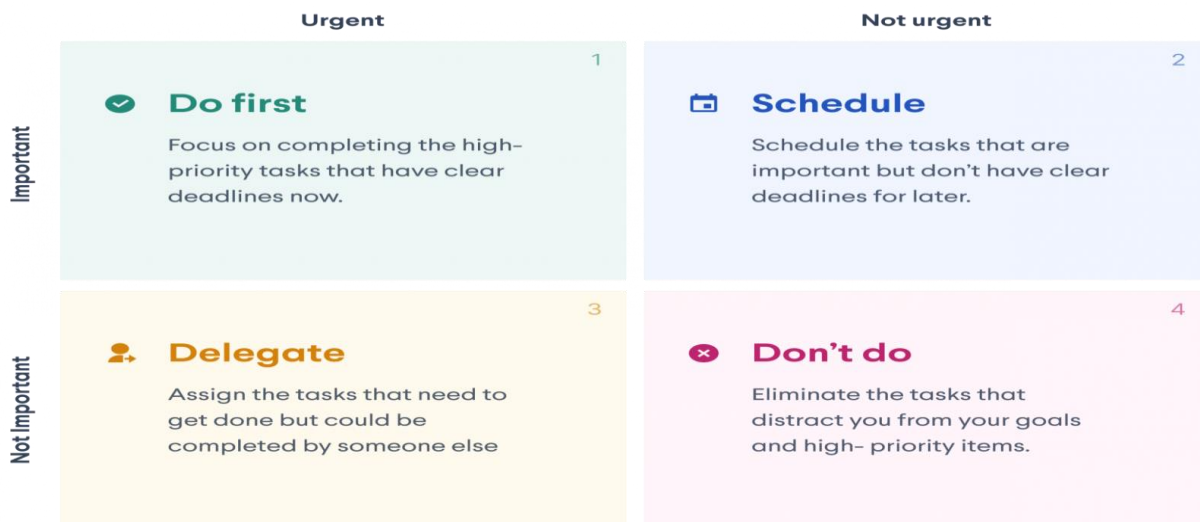 Urgent
Not urgent
Important
1
Do first
Focus on completing the high-
priority tasks that have clear
deadlines now.
2
Schedule
Schedule the tasks that are
important but don't have clear
deadlines for later.
Not Important
3
Delegate
Assign the tasks that need to
get done but could be
completed by someone else
4
Don't do
Eliminate the tasks that
distract you from your goals
and high- priority items.